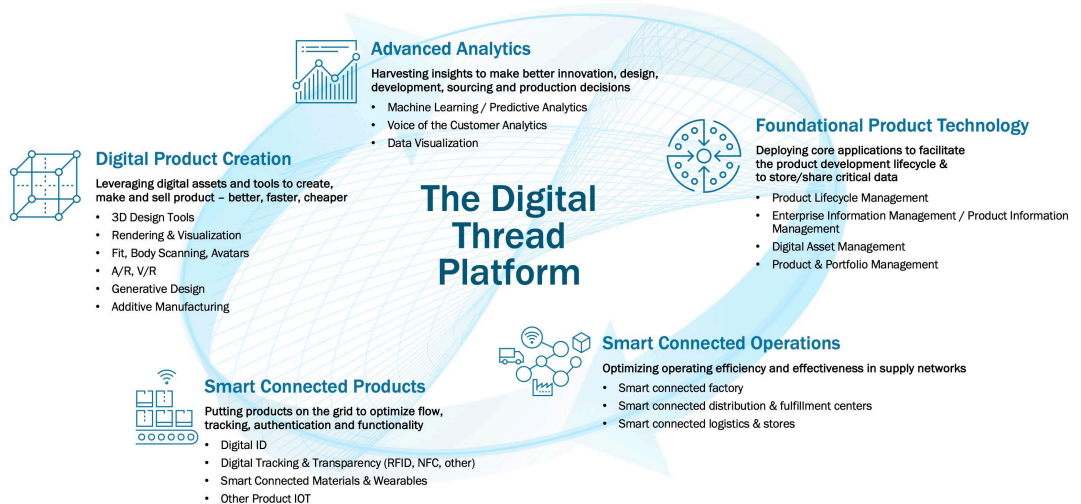 Advanced Analytics
Harvesting insights to make better innovation, design,
development, sourcing and production decisions
• Machine Learning / Predictive Analytics
• Voice of the Customer Analytics
• Data Visualization
Foundational Product Technology
Deploying core applications to facilitate
the product development lifecycle &
to store/share critical data
• Product Lifecycle Management
• Enterprise Information Management / Product Information
Management
• Digital Asset Management
• Product & Portfolio Management
Digital Product Creation
Leveraging digital assets and tools to create,
make and sell product – better, faster, cheaper
• 3D Design Tools
• Rendering & Visualization
• Fit, Body Scanning, Avatars
• A/R, V/R
• Generative Design
• Additive Manufacturing
The Digital
Thread
Platform
Smart Connected Operations
Optimizing operating efficiency and effectiveness in supply networks
• Smart connected factory
• Smart connected distribution & fulfillment centers
• Smart connected logistics & stores
Smart Connected Products
Putting products on the grid to optimize flow,
tracking, authentication and functionality
• Digital ID
• Digital Tracking & Transparency (RFID, NFC, other)
• Smart Connected Materials & Wearables
• Other Product IOT